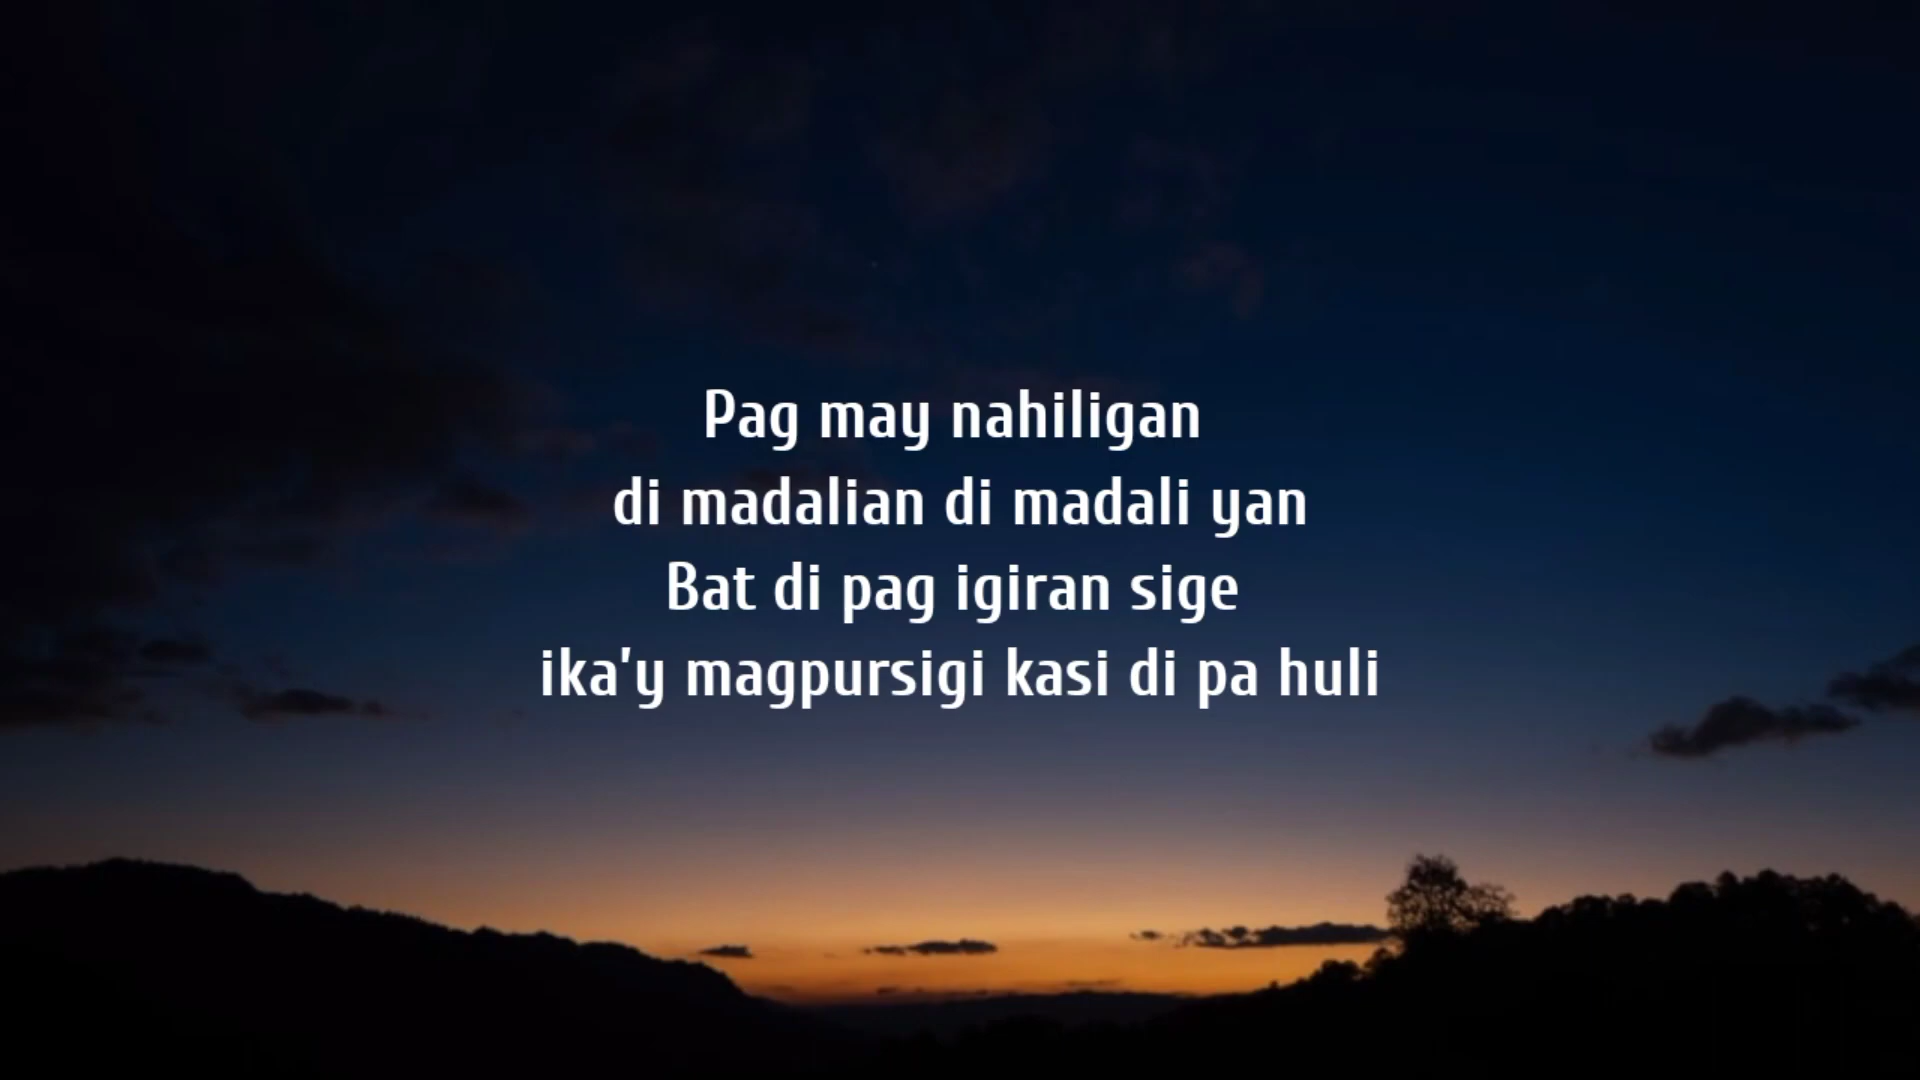 Pag may nahiligan
di madalian di madali yan
Bat di pag igiran sige
ika'y magpursigi kasi di pa huli